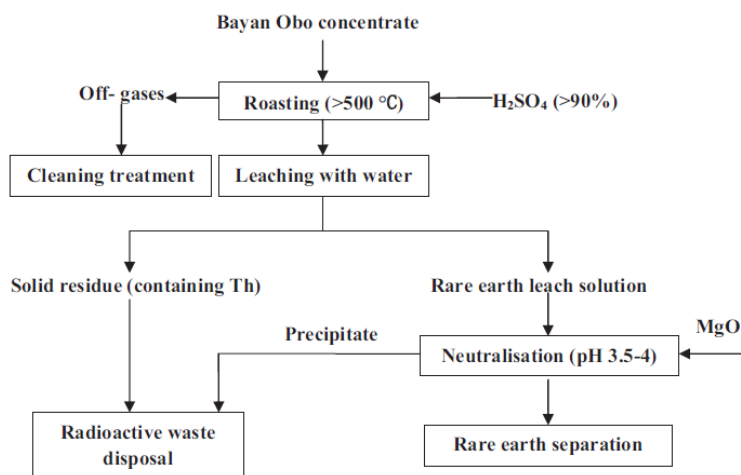 Bayan Obo concentrate
Off- gases
Roasting (>500 °C)
H₂SO₄ (>90%)
Cleaning treatment
Leaching with water
Solid residue (containing Th)
Rare earth leach solution
Precipitate
MgO
Neutralisation (pH 3.5-4)
Radioactive waste
disposal
Rare earth separation